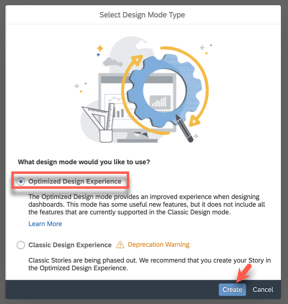 Select Design Mode Type
What design mode would you like to use?
Optimized Design Experience
The Optimized Design mode provides an improved experience when designing
dashboards. This mode has some useful new features, but it does not include all
the features that are currently supported in the Classic Design mode.
Learn More
Classic Design Experience Deprecation Warning
Classic Stories are being phased out. We recommend that you create your Story in
the Optimized Design Experience.
Create Cancel